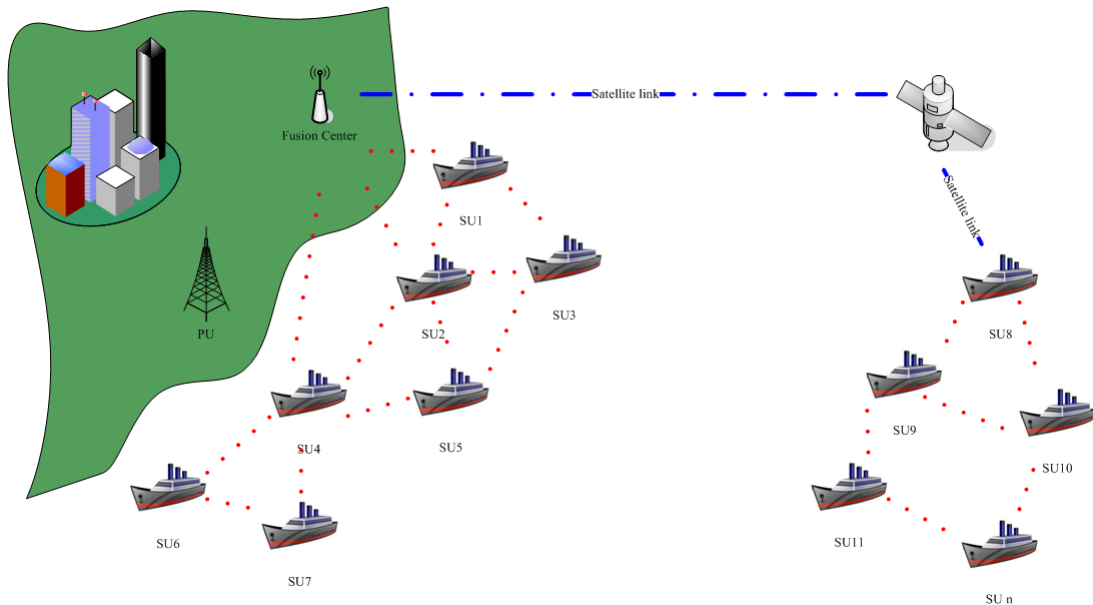 Satellite link
Fusion Center
SU1
Satellite link
SU3
SU2
PU
SU8
SU9
SU4
SU5
SU10
SU6
SU11
SU7
SU n